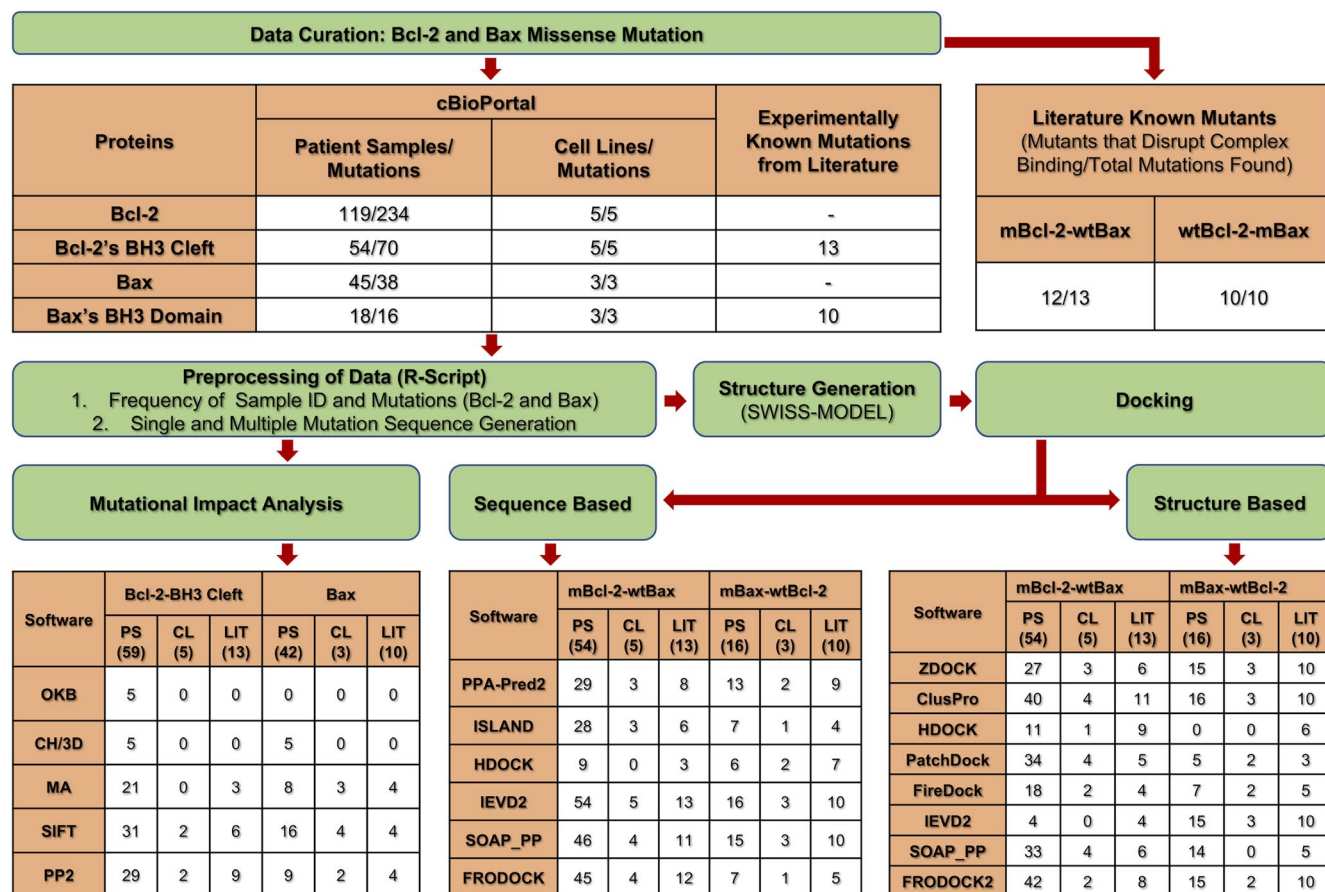 Data Curation: Bcl-2 and Bax Missense Mutation
Proteins
cBioPortal
Patient Samples/
Mutations
Cell Lines/
Mutations
Experimentally
Known Mutations
from Literature
Bcl-2 119/234 5/5 -
Bcl-2's BH3 Cleft 54/70 5/5 13
Bax 45/38 3/3 -
Bax's BH3 Domain 18/16 3/3 10
Literature Known Mutants
(Mutants that Disrupt Complex
Binding/Total Mutations Found)
mBcl-2-wtBax wtBcl-2-mBax
12/13 10/10
Preprocessing of Data (R-Script)
1. Frequency of Sample ID and Mutations (Bcl-2 and Bax)
2. Single and Multiple Mutation Sequence Generation
Structure Generation
(SWISS-MODEL)
Docking
Mutational Impact Analysis
Sequence Based
Structure Based
Software
Bcl-2-BH3 Cleft Bax
PS CL LIT PS CL LIT
(59) (5) (13) (42) (3) (10)
OKB 5 0 0 0 0 0
CH/3D 5 0 0 5 0 0
MA 21 0 3 8 3 4
SIFT 31 2 6 16 4 4
PP2 29 2 9 9 2 4
Software
mBcl-2-wtBax mBax-wtBcl-2
PS CL LIT PS CL LIT
(54) (5) (13) (16) (3) (10)
PPA-Pred2 29 3 8 13 2 9
ISLAND 28 3 6 7 1 4
HDOCK 9 0 3 6 2 7
IEVD2 54 5 13 16 3 10
SOAP_PP 46 4 11 15 3 10
FRODOCK 45 4 12 7 1 5
Software
mBcl-2-wtBax mBax-wtBcl-2
PS CL LIT PS CL LIT
(54) (5) (13) (16) (3) (10)
ZDOCK 27 3 6 15 3 10
ClusPro 40 4 11 16 3 10
HDOCK 11 1 9 0 0 6
PatchDock 34 4 5 5 2 3
FireDock 18 2 4 7 2 5
IEVD2 4 0 4 15 3 10
SOAP_PP 33 4 6 14 0 5
FRODOCK2 42 2 8 15 2 10